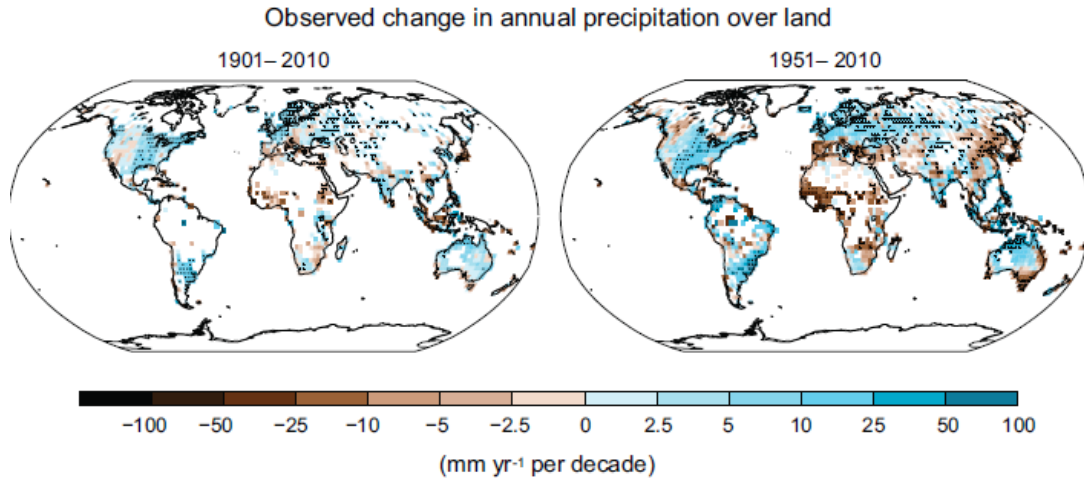 Observed change in annual precipitation over land
1901– 2010
1951– 2010
−100 −50 −25 −10 −5 −2.5 0 2.5 5 10 25 50 100
(mm yr⁻¹ per decade)